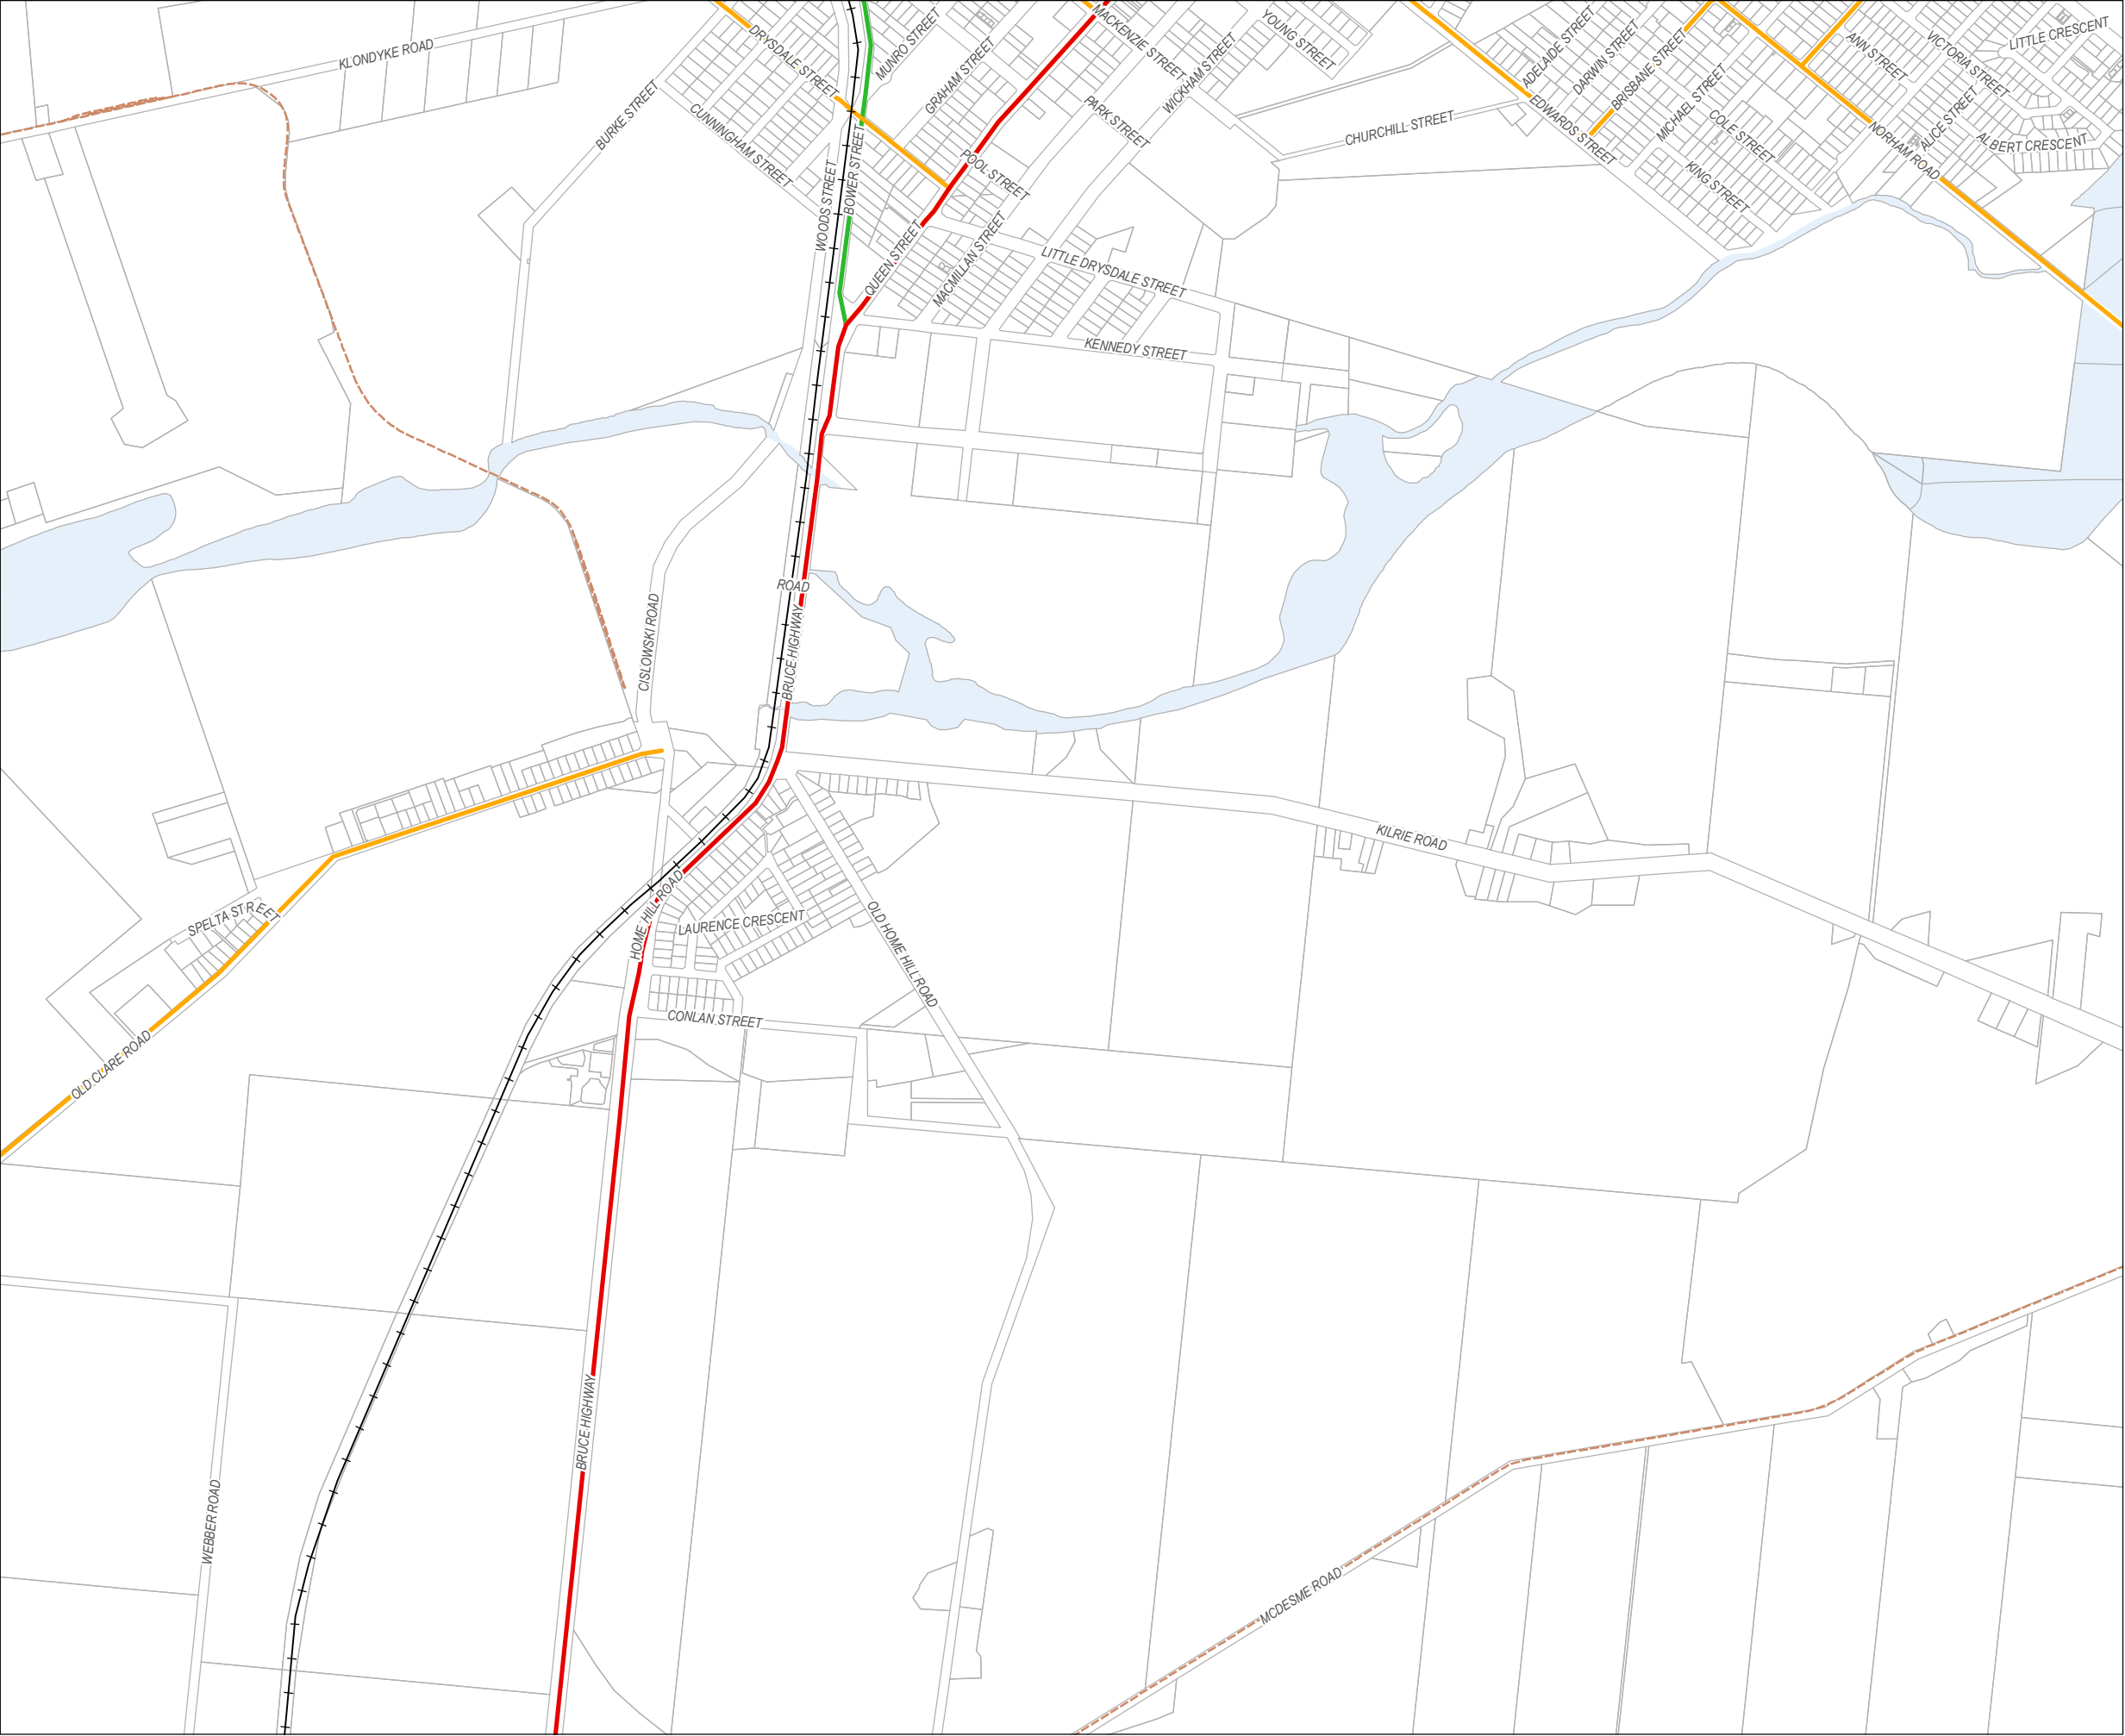 KLONDYKE ROAD
DRYSDALE STREET
MUNRO STREET
MACKENZIE STREET
YOUNG STREET
WICKHAM STREET
GRAHAM STREET
BURKE STREET
CUNNINGHAM STREET
PARK STREET
POOL STREET
CHURCHILL STREET
ADELAIDE STREET
DARWIN STREET
BRISBANE STREET
EDWARDS STREET
MICHAEL STREET
COLE STREET
KING STREET
ANN STREET
VICTORIA STREET
LITTLE CRESCENT
ALICE STREET
ALBERT CRESCENT
NORHAM ROAD
WOODS STREET
BOWER STREET
QUEEN STREET
MACMILLAN STREET
LITTLE DRYSDALE STREET
KENNEDY STREET
ROAD
BRUCE HIGHWAY
CISLOWSKI ROAD
KILRIE ROAD
HOME HILL ROAD
LAURENCE CRESCENT
OLD HOME HILL ROAD
SPELTA STREET
CONLAN STREET
OLD CLARE ROAD
BRUCE HIGHWAY
WEBBER ROAD
MCDESME ROAD